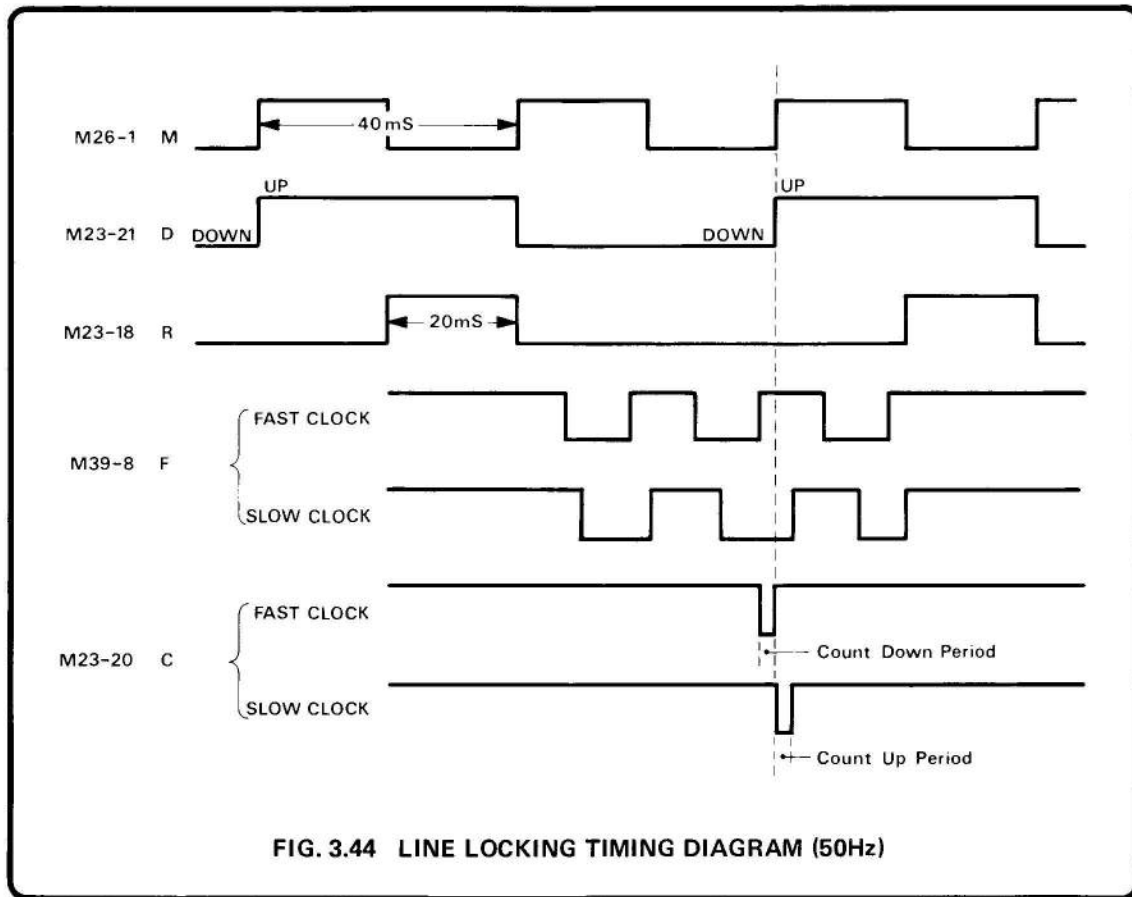 M26-1 M
40mS
UP
UP
M23-21 D
DOWN
DOWN
M23-18 R
20mS
FAST CLOCK
M39-8 F
SLOW CLOCK
FAST CLOCK
Count Down Period
M23-20 C
SLOW CLOCK
Count Up Period
FIG. 3.44 LINE LOCKING TIMING DIAGRAM (50Hz)